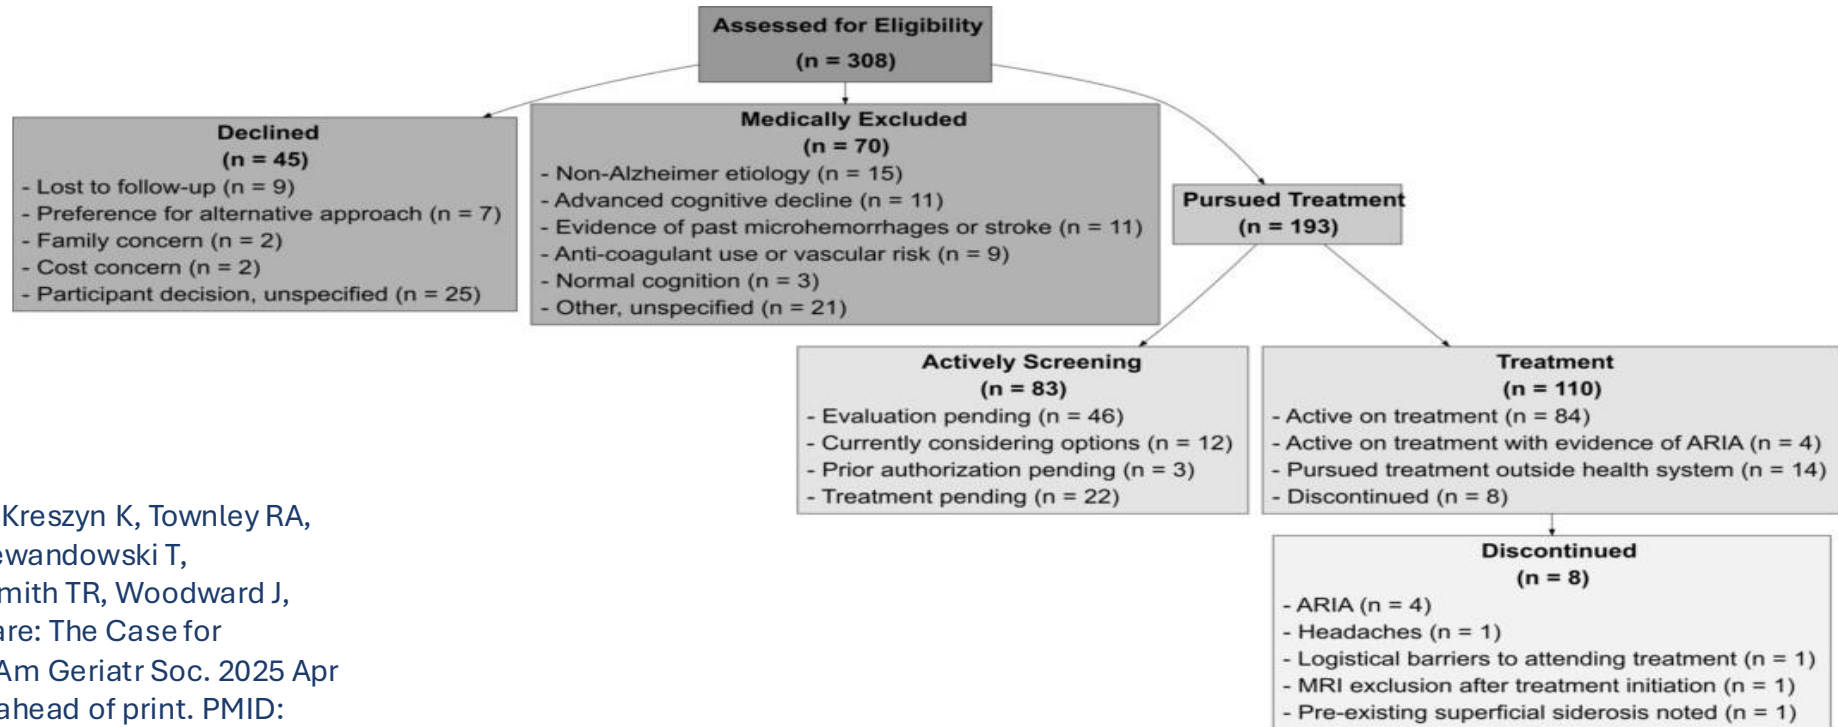 Assessed for Eligibility
(n = 308)
Declined
(n = 45)
- Lost to follow-up (n = 9)
- Preference for alternative approach (n = 7)
- Family concern (n = 2)
- Cost concern (n = 2)
- Participant decision, unspecified (n = 25)
Medically Excluded
(n = 70)
- Non-Alzheimer etiology (n = 15)
- Advanced cognitive decline (n = 11)
- Evidence of past microhemorrhages or stroke (n = 11)
- Anti-coagulant use or vascular risk (n = 9)
- Normal cognition (n = 3)
- Other, unspecified (n = 21)
Pursued Treatment
(n = 193)
Actively Screening
(n = 83)
- Evaluation pending (n = 46)
- Currently considering options (n = 12)
- Prior authorization pending (n = 3)
- Treatment pending (n = 22)
Treatment
(n = 110)
- Active on treatment (n = 84)
- Active on treatment with evidence of ARIA (n = 4)
- Pursued treatment outside health system (n = 14)
- Discontinued (n = 8)
Discontinued
(n = 8)
- ARIA (n = 4)
- Headaches (n = 1)
- Logistical barriers to attending treatment (n = 1)
- MRI exclusion after treatment initiation (n = 1)
- Pre-existing superficial siderosis noted (n = 1)
Kreszyn K, Townley RA,
ewandowski T,
mith TR, Woodward J,
are: The Case for
Am Geriatr Soc. 2025 Apr
ahead of print. PMID: